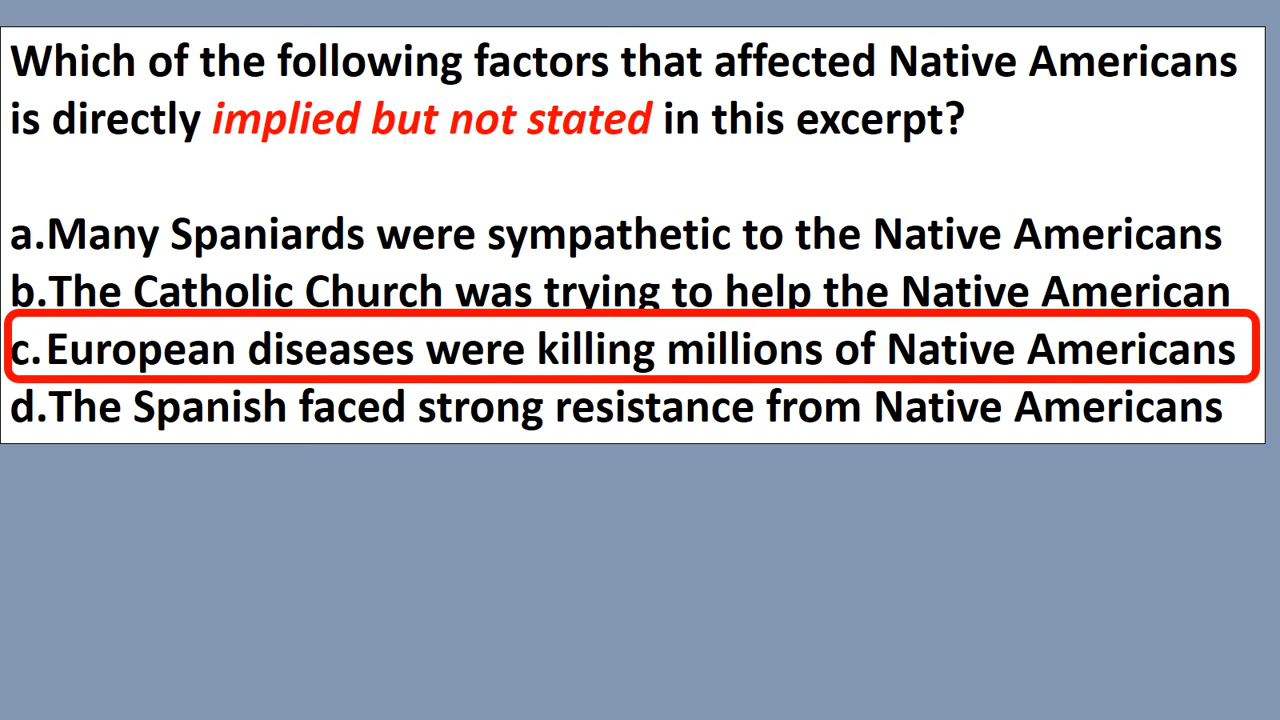 Which of the following factors that affected Native Americans
is directly implied but not stated in this excerpt?
a.Many Spaniards were sympathetic to the Native Americans
b.The Catholic Church was trying to help the Native American
c.European diseases were killing millions of Native Americans
d.The Spanish faced strong resistance from Native Americans